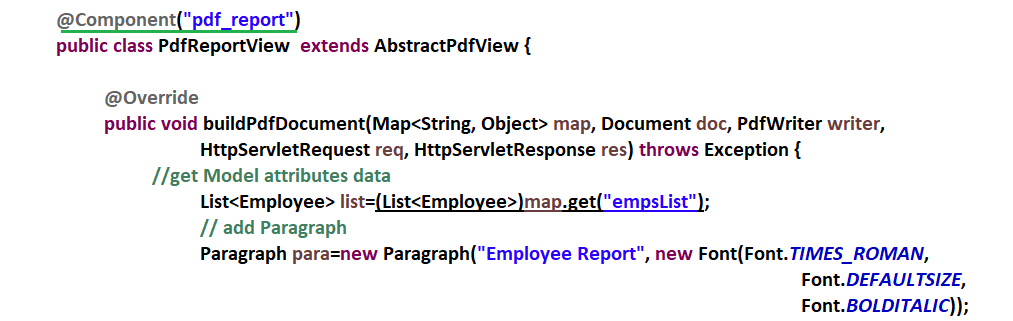 @Component("pdf_report")
public class PdfReportView  extends AbstractPdfView {
@Override
public void buildPdfDocument(Map<String, Object> map, Document doc, PdfWriter writer,
HttpServletRequest req, HttpServletResponse res) throws Exception {
//get Model attributes data
List<Employee> list=(List<Employee>)map.get("empsList");
// add Paragraph
Paragraph para=new Paragraph("Employee Report", new Font(Font.TIMES_ROMAN,
Font.DEFAULTSIZE,
Font.BOLDITALIC));